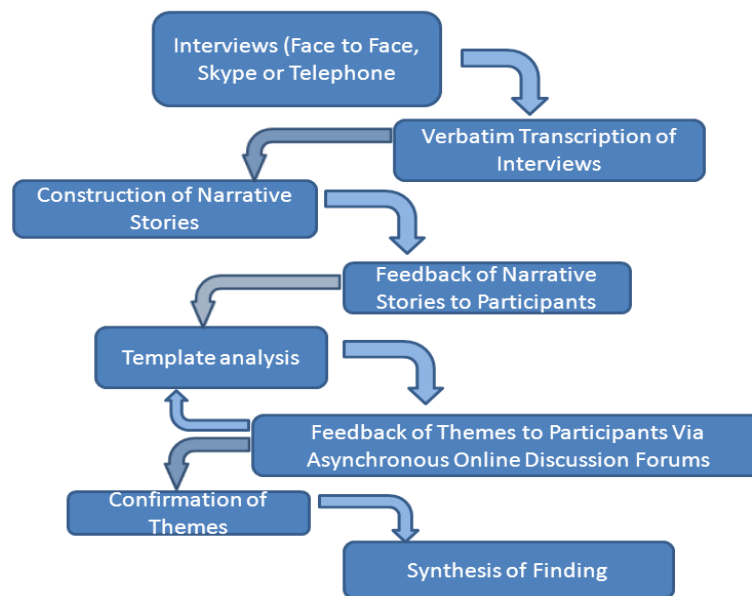 Interviews (Face to Face,
Skype or Telephone
Verbatim Transcription of
Interviews
Construction of Narrative
Stories
Feedback of Narrative
Stories to Participants
Template analysis
Feedback of Themes to Participants Via
Asynchronous Online Discussion Forums
Confirmation of
Themes
Synthesis of Finding